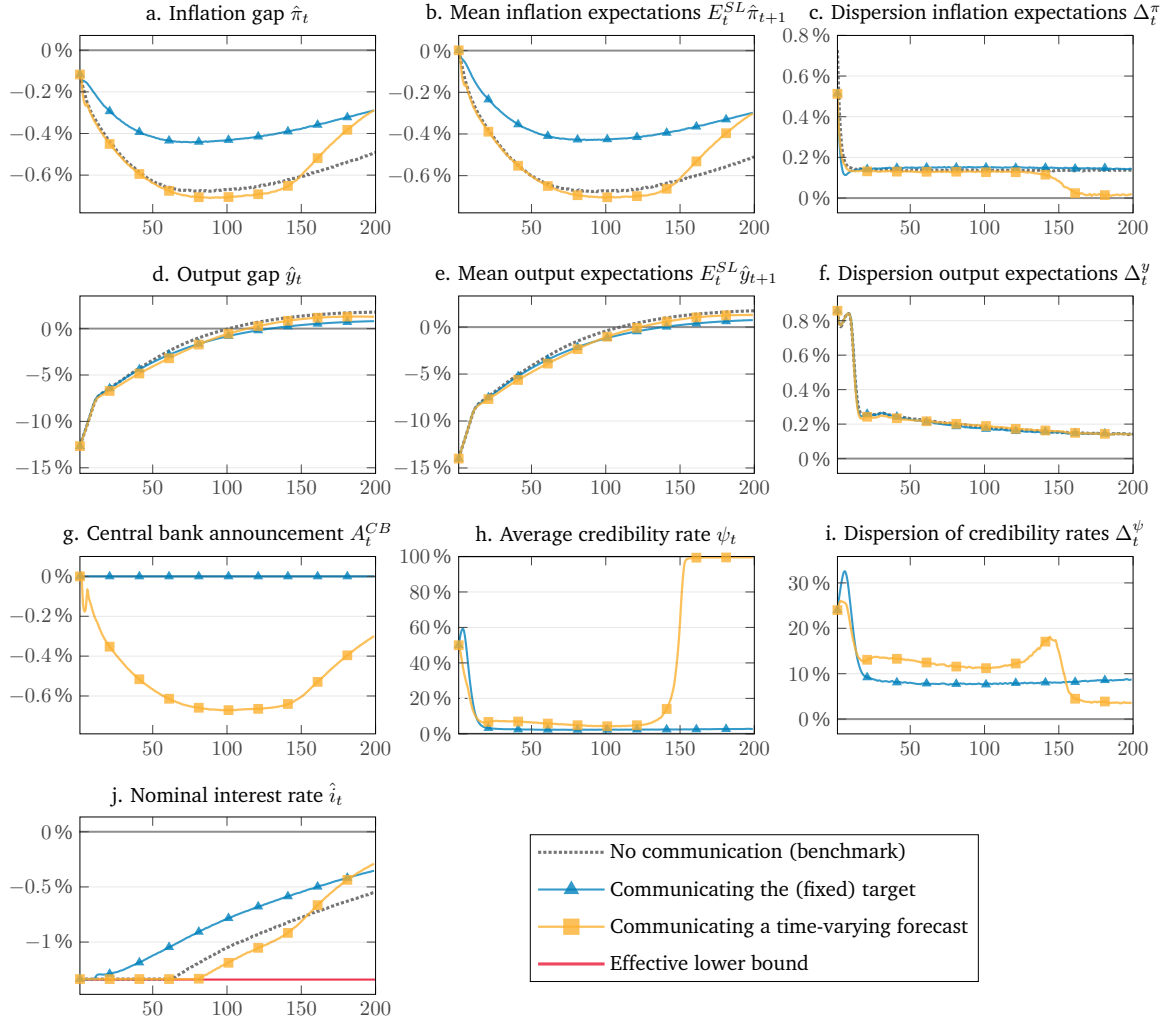 a. Inflation gap π̂_t
b. Mean inflation expectations E_t^{SL} π̂_{t+1}
c. Dispersion inflation expectations Δ_t^π
0 %
−0.2 %
−0.4 %
−0.6 %
50 100 150 200
0 %
−0.2 %
−0.4 %
−0.6 %
50 100 150 200
0.8 %
0.6 %
0.4 %
0.2 %
0 %
50 100 150 200
d. Output gap ŷ_t
e. Mean output expectations E_t^{SL} ŷ_{t+1}
f. Dispersion output expectations Δ_t^y
0 %
−5 %
−10 %
−15 %
50 100 150 200
0 %
−5 %
−10 %
−15 %
50 100 150 200
0.8 %
0.6 %
0.4 %
0.2 %
0 %
50 100 150 200
g. Central bank announcement A_t^{CB}
h. Average credibility rate ψ_t
i. Dispersion of credibility rates Δ_t^ψ
0 %
−0.2 %
−0.4 %
−0.6 %
50 100 150 200
100 %
80 %
60 %
40 %
20 %
0 %
50 100 150 200
30 %
20 %
10 %
0 %
50 100 150 200
j. Nominal interest rate î_t
0 %
−0.5 %
−1 %
50 100 150 200
No communication (benchmark)
Communicating the (fixed) target
Communicating a time-varying forecast
Effective lower bound